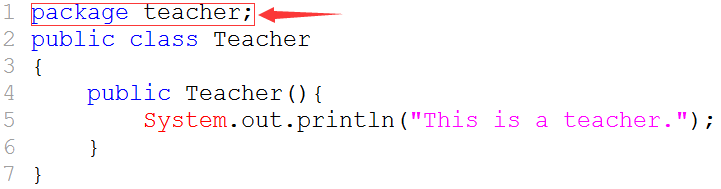 1 package teacher;
2 public class Teacher
3 {
4     public Teacher(){
5         System.out.println("This is a teacher.");
6     }
7 }